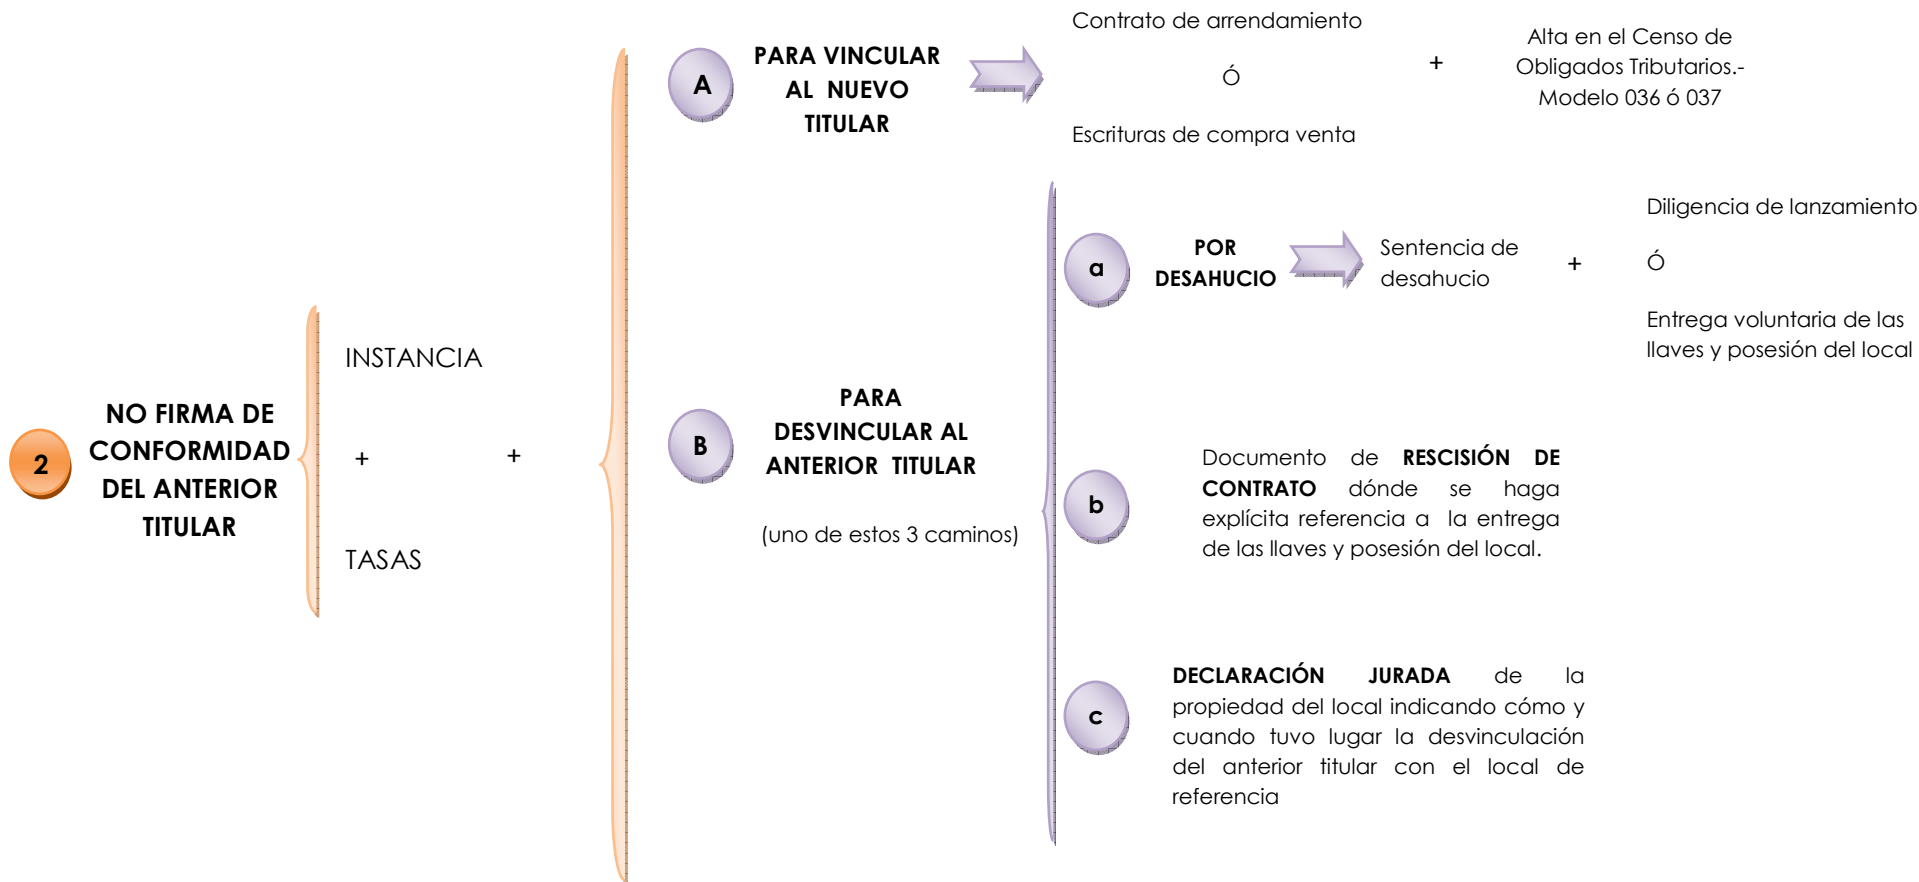 2
NO FIRMA DE
CONFORMIDAD
DEL ANTERIOR
TITULAR
INSTANCIA
+
TASAS
+
A
PARA VINCULAR
AL NUEVO
TITULAR
Contrato de arrendamiento
Ó
Escrituras de compra venta
+
Alta en el Censo de
Obligados Tributarios.-
Modelo 036 ó 037
B
PARA
DESVINCULAR AL
ANTERIOR TITULAR
(uno de estos 3 caminos)
a
POR
DESAHUCIO
Sentencia de
desahucio
+
Diligencia de lanzamiento
Ó
Entrega voluntaria de las
llaves y posesión del local
b
Documento de RESCISIÓN DE
CONTRATO dónde se haga
explícita referencia a la entrega
de las llaves y posesión del local.
c
DECLARACIÓN JURADA de la
propiedad del local indicando cómo y
cuando tuvo lugar la desvinculación
del anterior titular con el local de
referencia